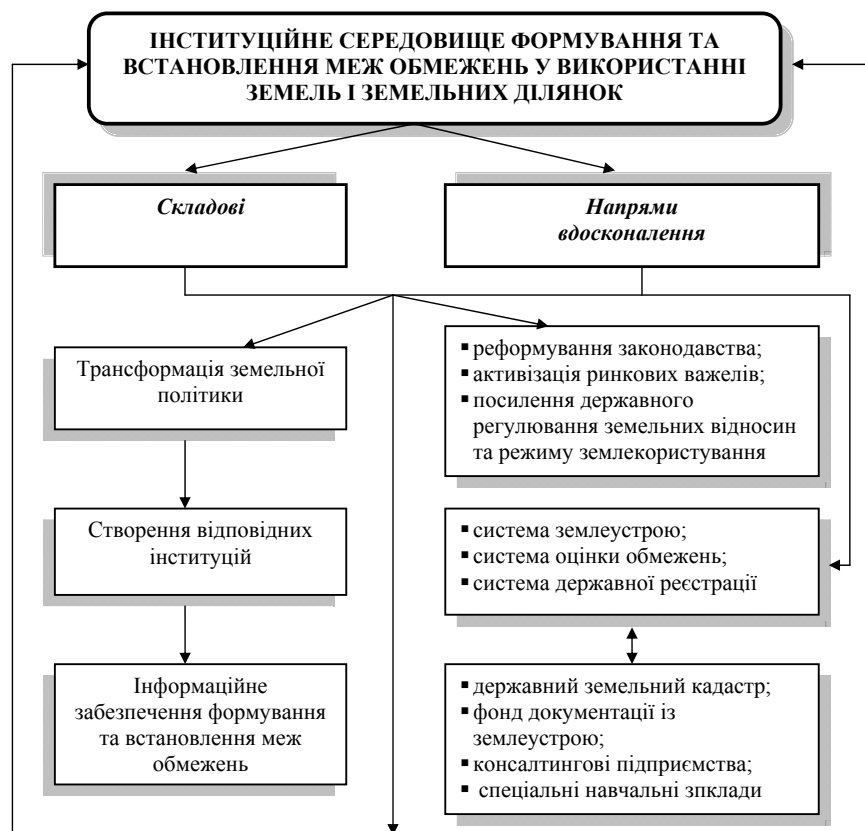 ІНСТИТУЦІЙНЕ СЕРЕДОВИЩЕ ФОРМУВАННЯ ТА
ВСТАНОВЛЕННЯ МЕЖ ОБМЕЖЕНЬ У ВИКОРИСТАННІ
ЗЕМЕЛЬ І ЗЕМЕЛЬНИХ ДІЛЯНОК
Складові
Напрями
вдосконалення
Трансформація земельної
політики
▪ реформування законодавства;
▪ активізація ринкових важелів;
▪ посилення державного
регулювання земельних відносин
та режиму землекористування
Створення відповідних
інституцій
▪ система землеустрою;
▪ система оцінки обмежень;
▪ система державної реєстрації
Інформаційне
забезпечення формування
та встановлення меж
обмежень
▪ державний земельний кадастр;
▪ фонд документації із
землеустрою;
▪ консалтингові підприємства;
▪ спеціальні навчальні зпклади